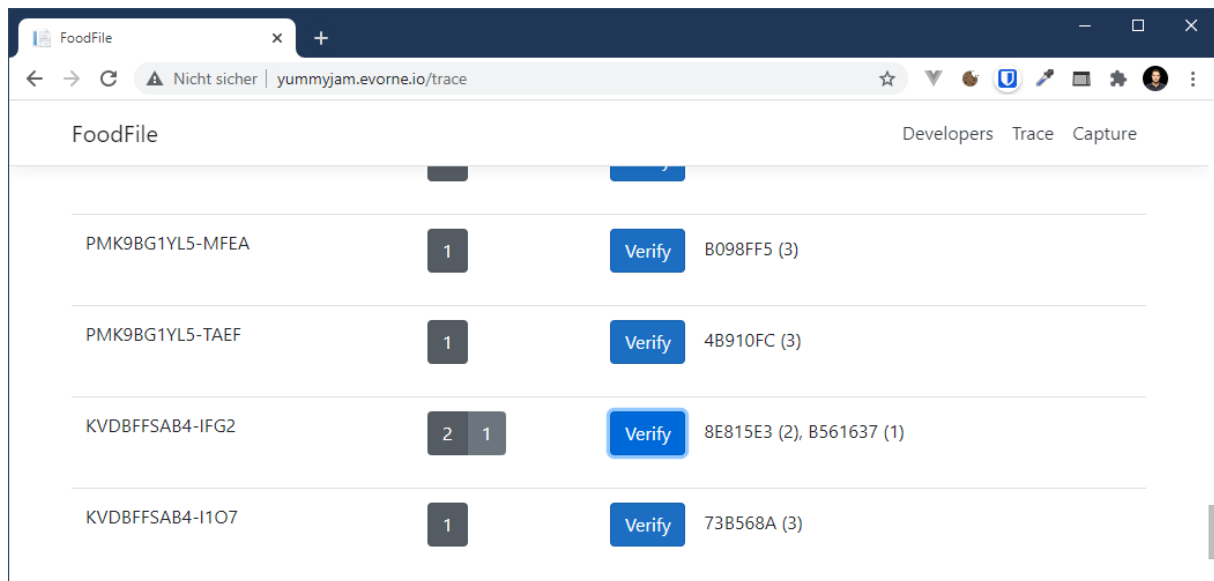 FoodFile
Nicht sicher | yummyjam.evorne.io/trace
FoodFile Developers Trace Capture
PMK9BG1YL5-MFEA 1 Verify B098FF5 (3)
PMK9BG1YL5-TAEF 1 Verify 4B910FC (3)
KVDBFFSAB4-IFG2 2 1 Verify 8E815E3 (2), B561637 (1)
KVDBFFSAB4-I1O7 1 Verify 73B568A (3)